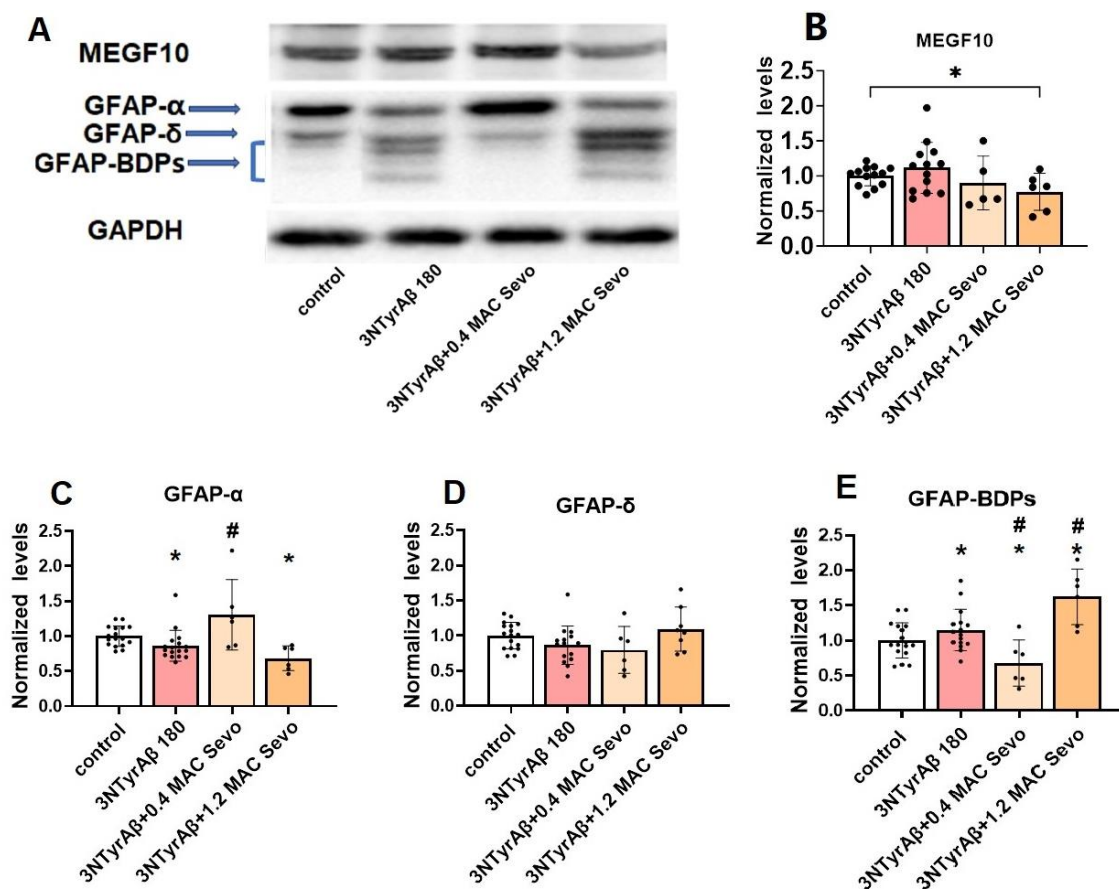 A
MEGF10
GFAP-α
GFAP-δ
GFAP-BDPs
GAPDH
control
3NTyrAβ 180
3NTyrAβ+0.4 MAC Sevo
3NTyrAβ+1.2 MAC Sevo
B
MEGF10
Normalized levels
2.5
2.0
1.5
1.0
0.5
0.0
*
control
3NTyrAβ 180
3NTyrAβ+0.4 MAC Sevo
3NTyrAβ+1.2 MAC Sevo
C
GFAP-α
Normalized levels
2.5
2.0
1.5
1.0
0.5
0.0
*
#
*
control
3NTyrAβ 180
3NTyrAβ+0.4 MAC Sevo
3NTyrAβ+1.2 MAC Sevo
D
GFAP-δ
Normalized levels
2.5
2.0
1.5
1.0
0.5
0.0
control
3NTyrAβ 180
3NTyrAβ+0.4 MAC Sevo
3NTyrAβ+1.2 MAC Sevo
E
GFAP-BDPs
Normalized levels
2.5
2.0
1.5
1.0
0.5
0.0
# #
* * *
control
3NTyrAβ 180
3NTyrAβ+0.4 MAC Sevo
3NTyrAβ+1.2 MAC Sevo